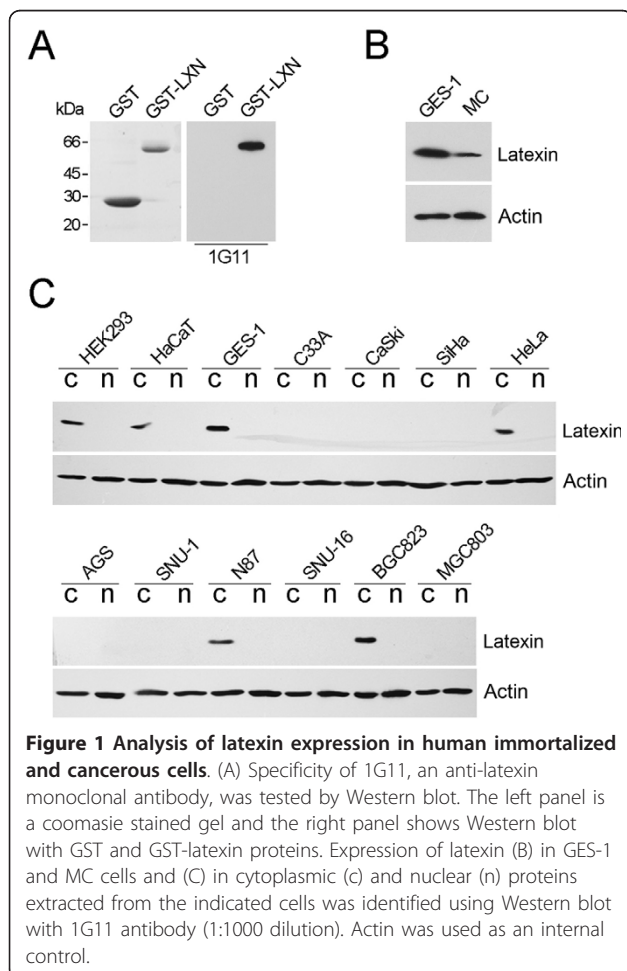 A
B
GST
GST-LXN
GST
GST-LXN
kDa
66
45
30
20
1G11
GES-1
MC
Latexin
Actin
C
HEK293 HaCaT GES-1 C33A CaSki SiHa HeLa
c n c n c n c n c n c n c n
Latexin
Actin
AGS SNU-1 N87 SNU-16 BGC823 MGC803
c n c n c n c n c n c n
Latexin
Actin
Figure 1 Analysis of latexin expression in human immortalized
and cancerous cells. (A) Specificity of 1G11, an anti-latexin
monoclonal antibody, was tested by Western blot. The left panel is
a coomasie stained gel and the right panel shows Western blot
with GST and GST-latexin proteins. Expression of latexin (B) in GES-1
and MC cells and (C) in cytoplasmic (c) and nuclear (n) proteins
extracted from the indicated cells was identified using Western blot
with 1G11 antibody (1:1000 dilution). Actin was used as an internal
control.